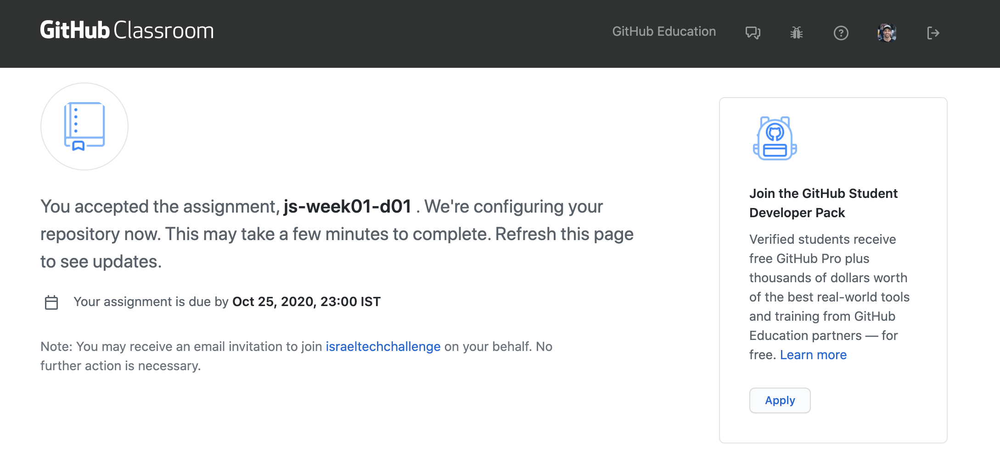 GitHub Classroom
GitHub Education
You accepted the assignment, js-week01-d01 . We're configuring your
repository now. This may take a few minutes to complete. Refresh this page
to see updates.
Your assignment is due by Oct 25, 2020, 23:00 IST
Note: You may receive an email invitation to join israeltechchallenge on your behalf. No
further action is necessary.
Join the GitHub Student
Developer Pack
Verified students receive
free GitHub Pro plus
thousands of dollars worth
of the best real-world tools
and training from GitHub
Education partners — for
free. Learn more
Apply